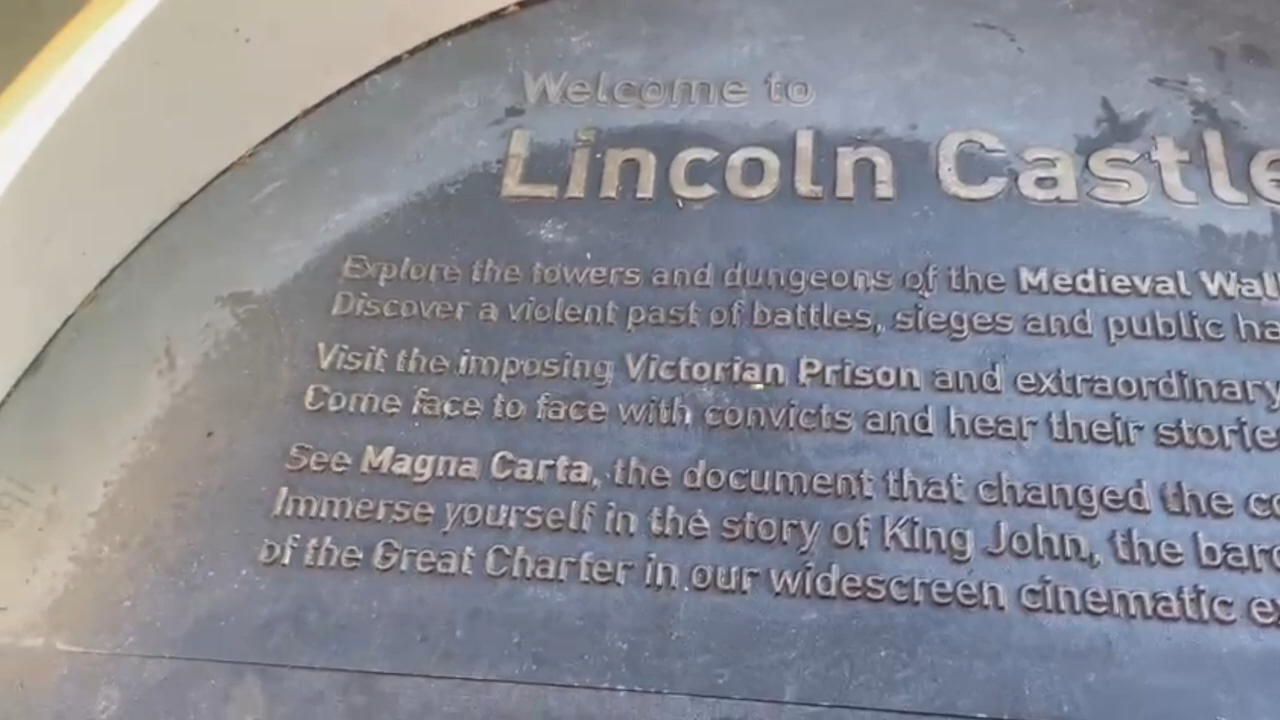 Welcome to
Lincoln Castle
Explore the towers and dungeons of the Medieval Wal
Discover a violent past of battles, sieges and public ha
Visit the imposing Victorian Prison and extraordinary
Come face to face with convicts and hear their storie
See Magna Carta, the document that changed the co
Immerse yourself in the story of King John, the baro
of the Great Charter in our widescreen cinematic ex